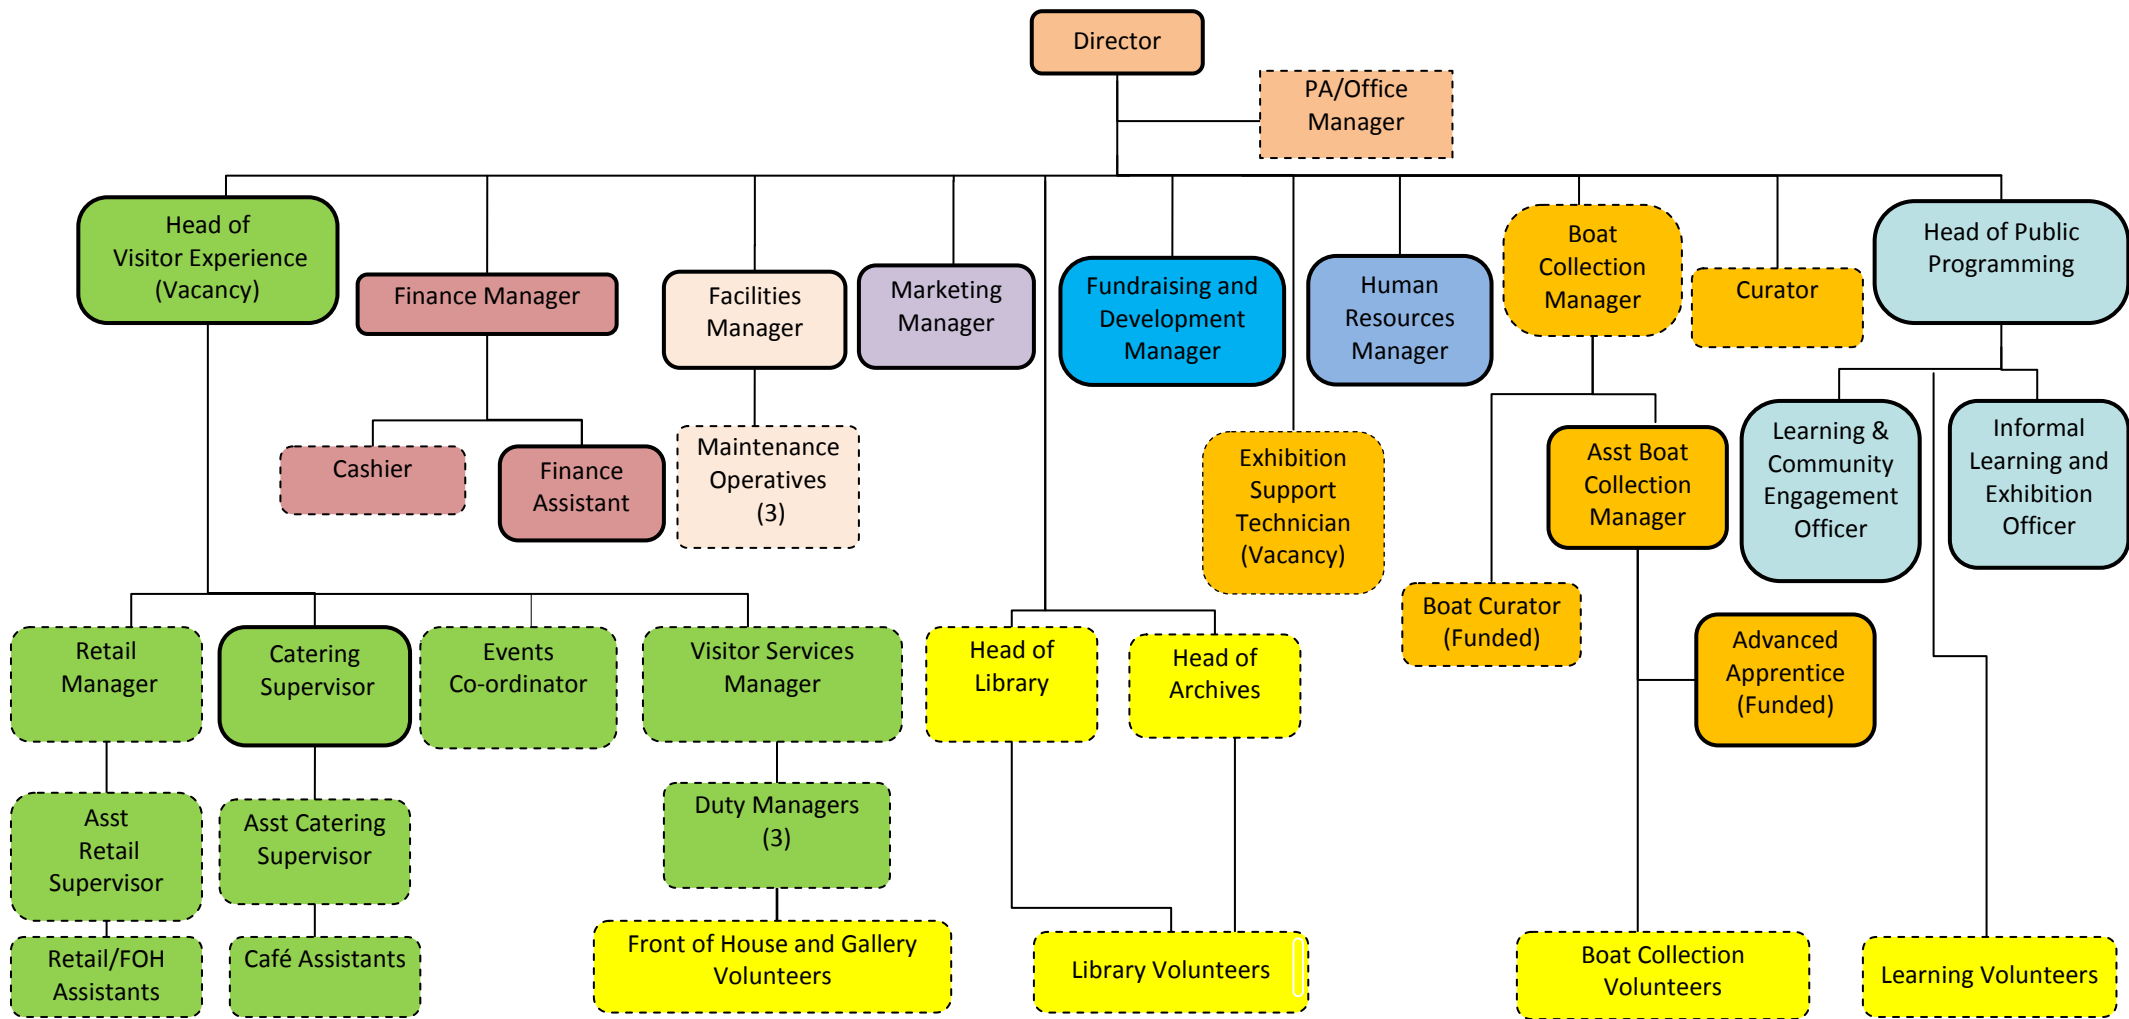 Director
PA/Office
Manager
Head of
Visitor Experience
(Vacancy)
Finance Manager
Facilities
Manager
Marketing
Manager
Fundraising and
Development
Manager
Human
Resources
Manager
Boat
Collection
Manager
Curator
Head of Public
Programming
Cashier
Finance
Assistant
Maintenance
Operatives
(3)
Exhibition
Support
Technician
(Vacancy)
Asst Boat
Collection
Manager
Learning &
Community
Engagement
Officer
Informal
Learning and
Exhibition
Officer
Boat Curator
(Funded)
Advanced
Apprentice
(Funded)
Retail
Manager
Catering
Supervisor
Events
Co-ordinator
Visitor Services
Manager
Head of
Library
Head of
Archives
Asst
Retail
Supervisor
Asst Catering
Supervisor
Duty Managers
(3)
Retail/FOH
Assistants
Café Assistants
Front of House and Gallery
Volunteers
Library Volunteers
Boat Collection
Volunteers
Learning Volunteers